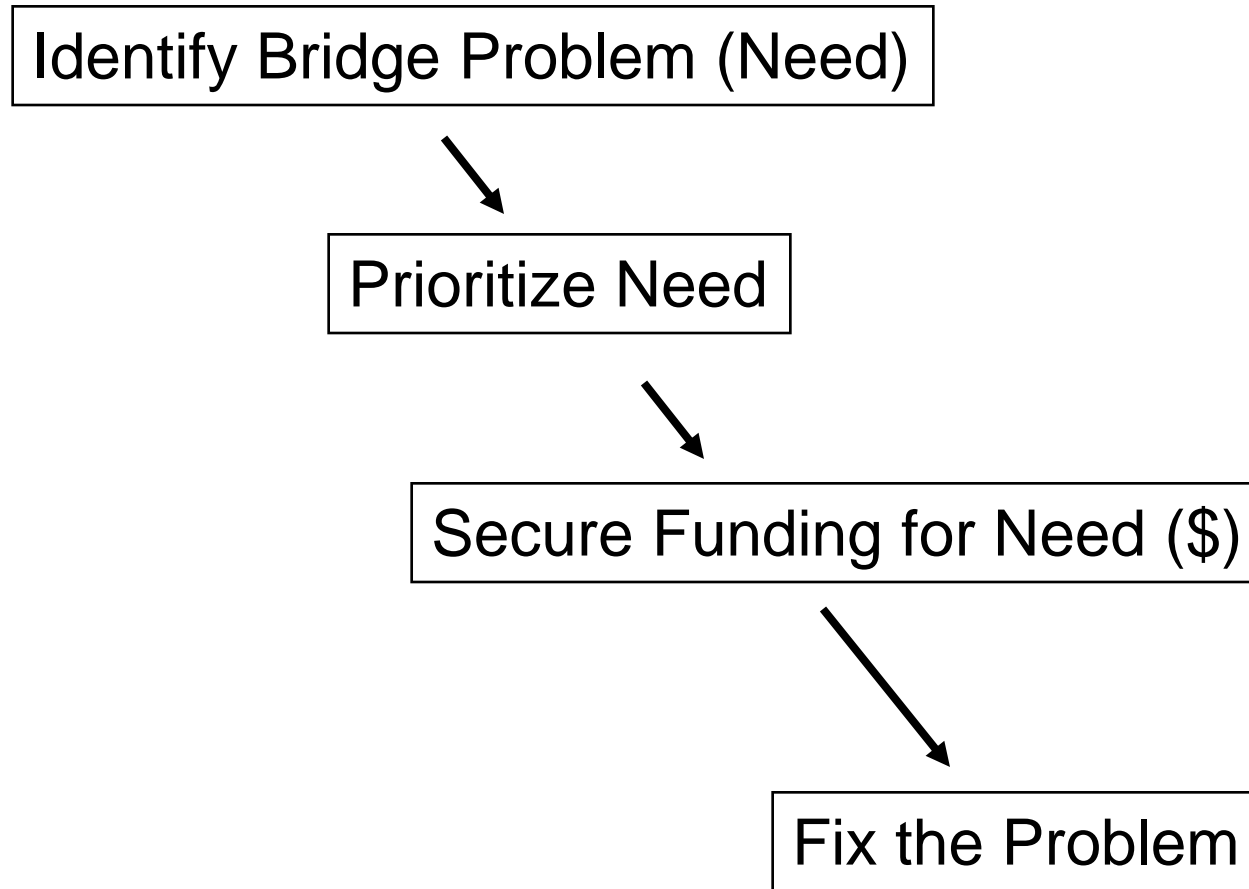 Identify Bridge Problem (Need)
Prioritize Need
Secure Funding for Need ($)
Fix the Problem